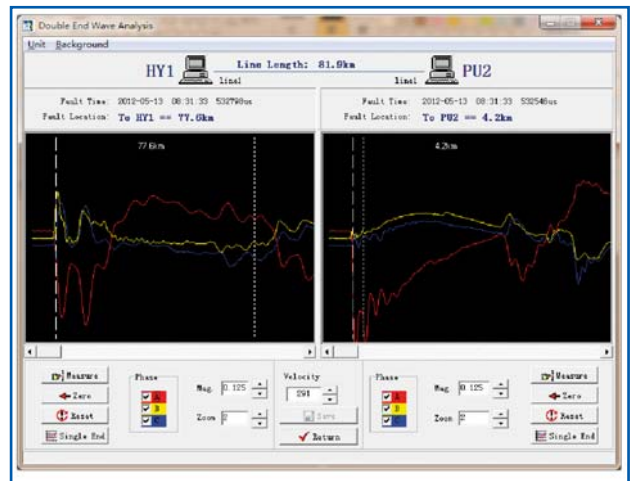 Double End Wave Analysis
Unit Background
HY1 Line Length: 81.9km PU2
line1 line1
Fault Time: 2012-05-13 08:31:33 532798us Fault Time: 2012-05-13 08:31:33 532548us
Fault Location: To HY1 == 77.6km Fault Location: To PU2 == 4.2km
77.6km 4.2km
Measure Phase Velocity Phase Measure
Zero A Mag 0.125 291 A Mag 0.125 Zero
Reset B Save B Reset
C Zoom 2 C Zoom 2
Single End Return Single End